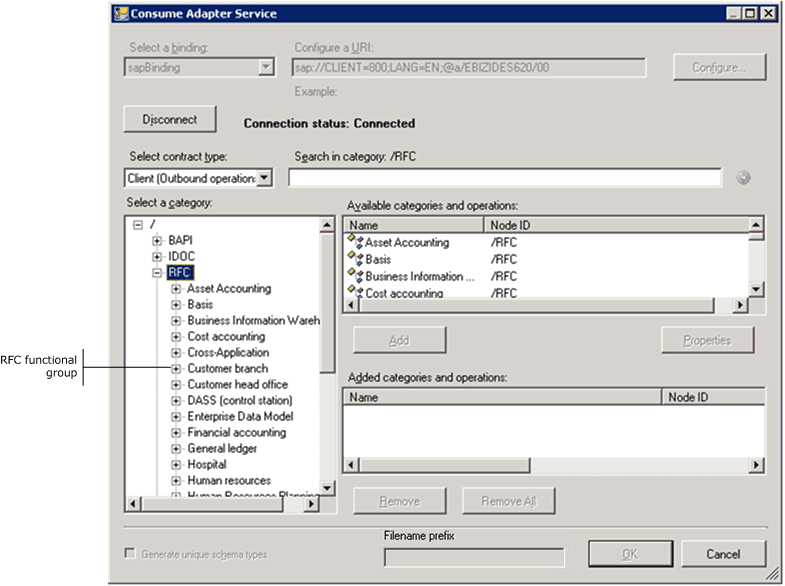 Consume Adapter Service
Select a binding:
Configure a URI:
sapBinding
sap://CLIENT=800;LANG=EN;@a/EBIZIDES620/00
Configure...
Example:
Disconnect
Connection status: Connected
Select contract type:
Search in category: /RFC
Client (Outbound operation:
Select a category:
Available categories and operations:
/
BAPI
IDOC
RFC
Asset Accounting
Basis
Business Information Wareh
Cost accounting
Cross-Application
Customer branch
Customer head office
DASS (control station)
Enterprise Data Model
Financial accounting
General ledger
Hospital
Human resources
Human Resources Planning
RFC functional
group
Name Node ID
Asset Accounting /RFC
Basis /RFC
Business Information ... /RFC
Cost accounting /RFC
Add
Properties
Added categories and operations:
Name Node ID
Remove
Remove All
Generate unique schema types
Filename prefix
OK
Cancel